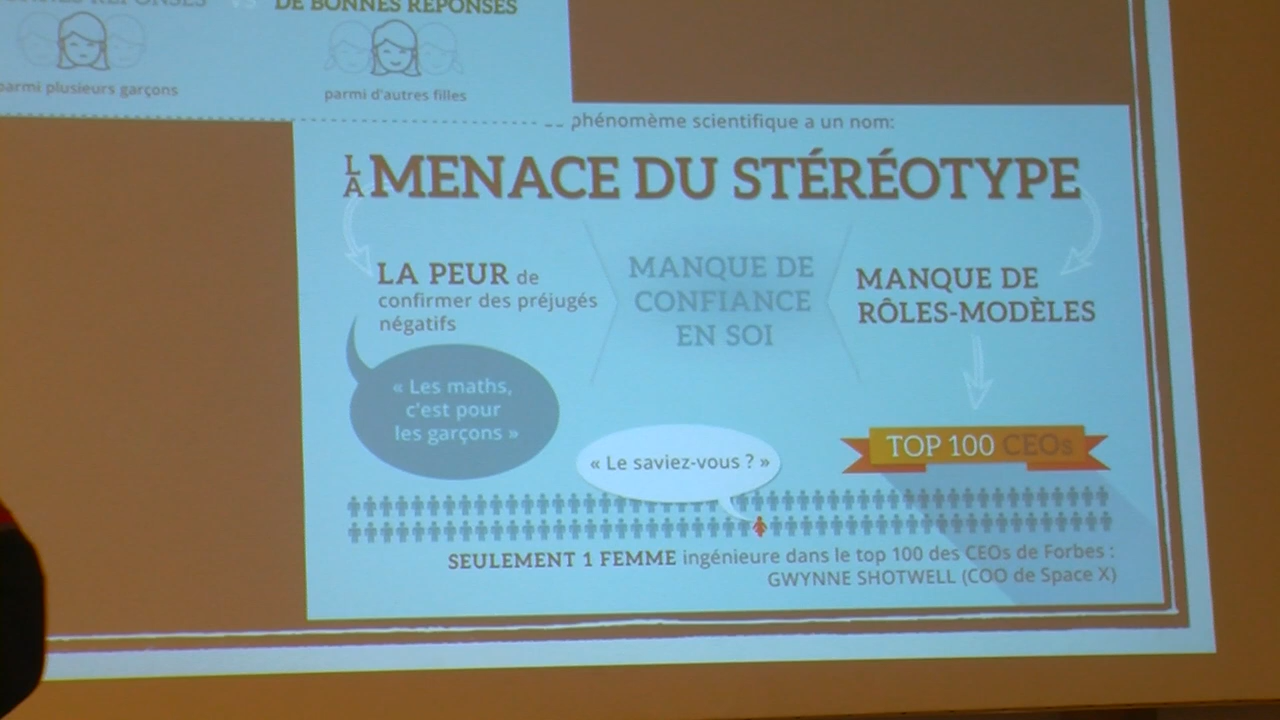 DE BONNES RÉPONSES
parmi plusieurs garçons
parmi d'autres filles
phénomème scientifique a un nom:
LA MENACE DU STÉRÉOTYPE
LA PEUR de
confirmer des préjugés
négatifs
MANQUE DE
CONFIANCE
EN SOI
MANQUE DE
RÔLES-MODÈLES
« Les maths,
c'est pour
les garçons »
« Le saviez-vous ? »
TOP 100 CEOs
SEULEMENT 1 FEMME ingénieure dans le top 100 des CEOs de Forbes :
GWYNNE SHOTWELL (COO de Space X)